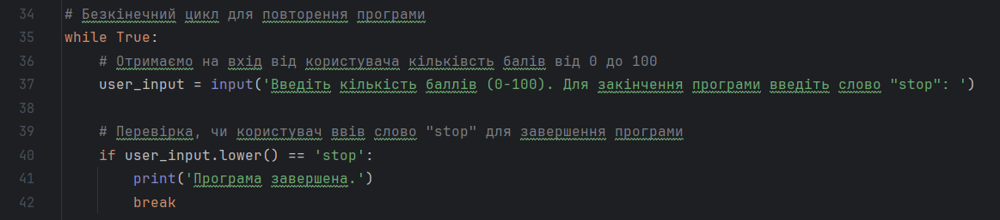 34 # Безкінечний цикл для повторення програми
35 while True:
36 # Отримаємо на вхід від користувача кільківсть балів від 0 до 100
37 user_input = input('Введіть кількість баллів (0-100). Для закінчення програми введіть слово "stop": ')
38
39 # Перевірка, чи користувач ввів слово "stop" для завершення програми
40 if user_input.lower() == 'stop':
41 print('Програма завершена.')
42 break